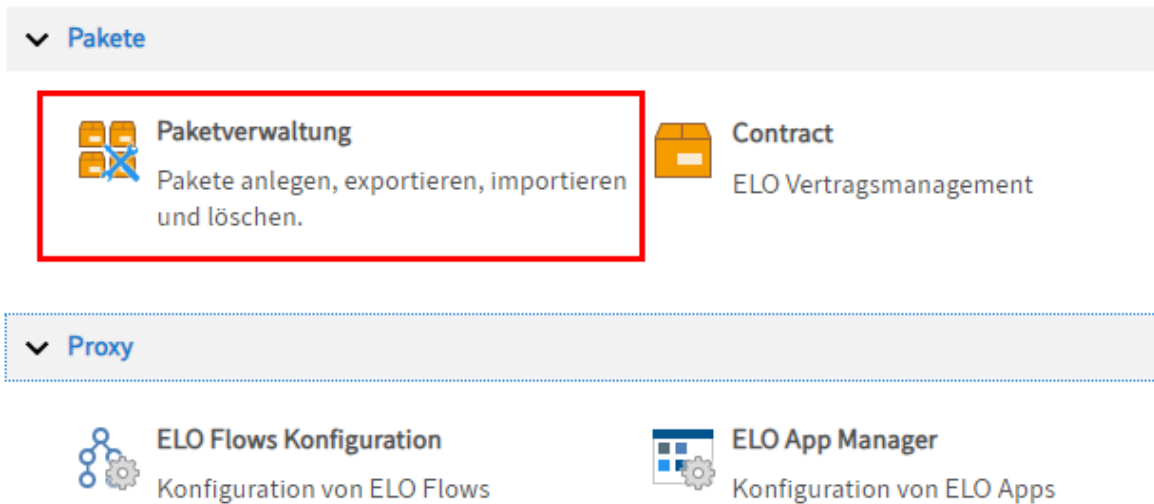 Pakete
Paketverwaltung
Pakete anlegen, exportieren, importieren
und löschen.
Contract
ELO Vertragsmanagement
Proxy
ELO Flows Konfiguration
Konfiguration von ELO Flows
ELO App Manager
Konfiguration von ELO Apps